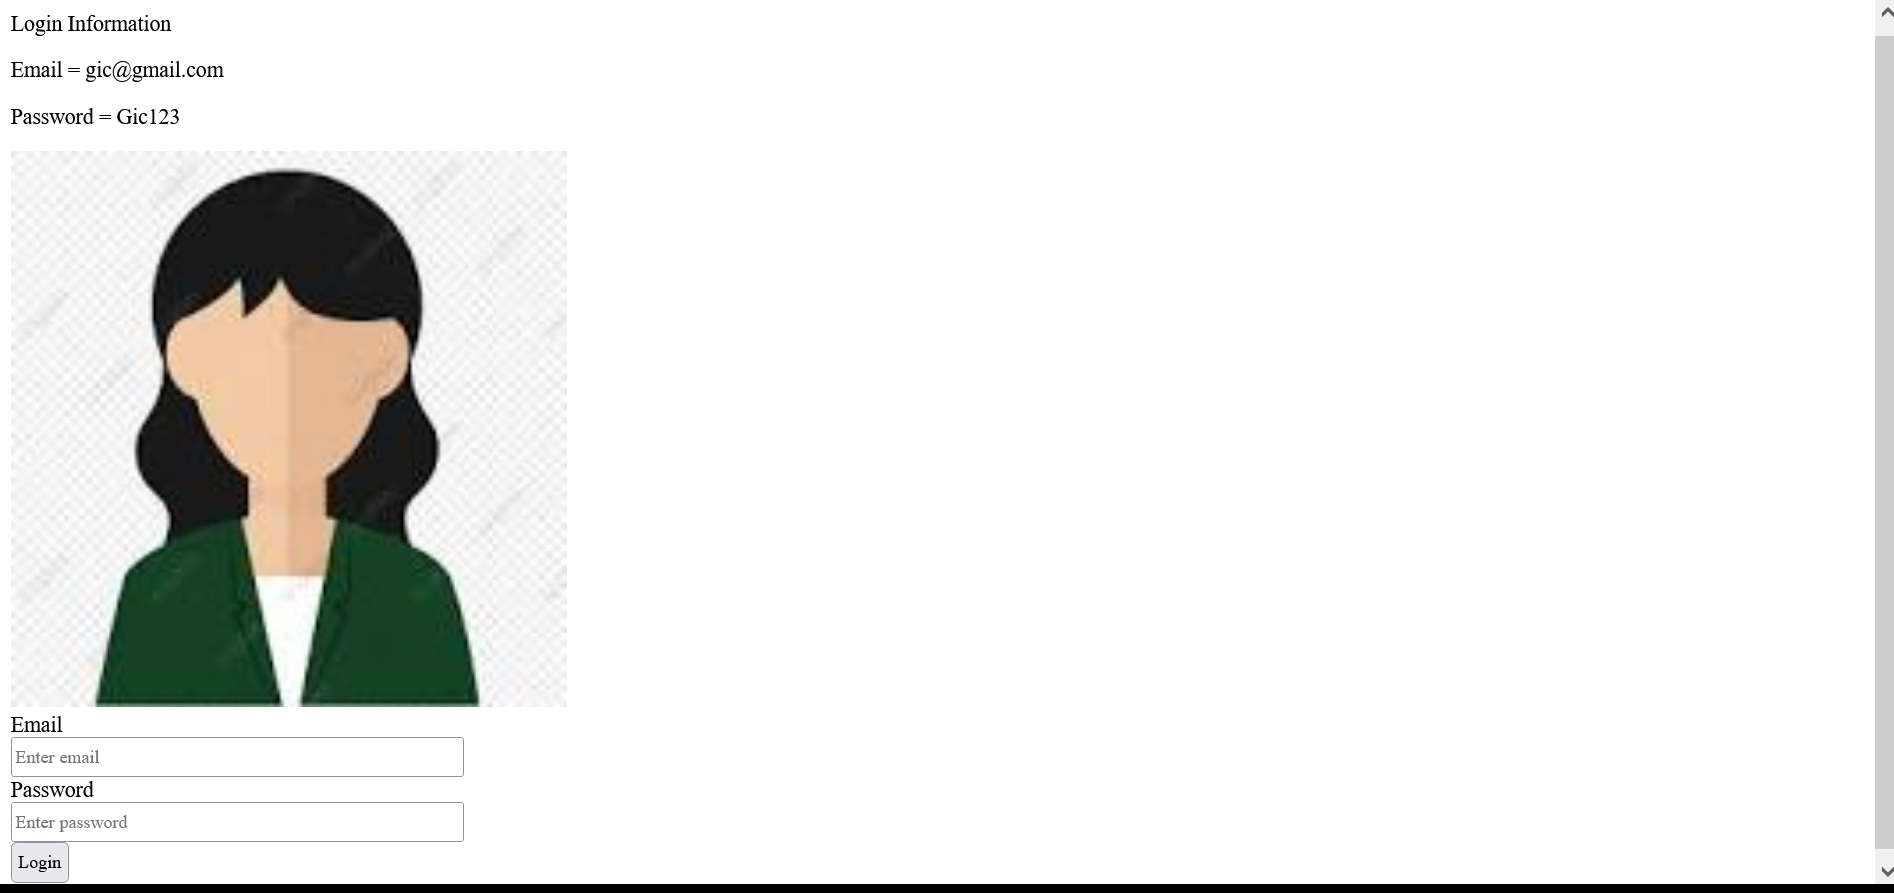 Login Information
Email = gic@gmail.com
Password = Gic123
Email
Enter email
Password
Enter password
Login